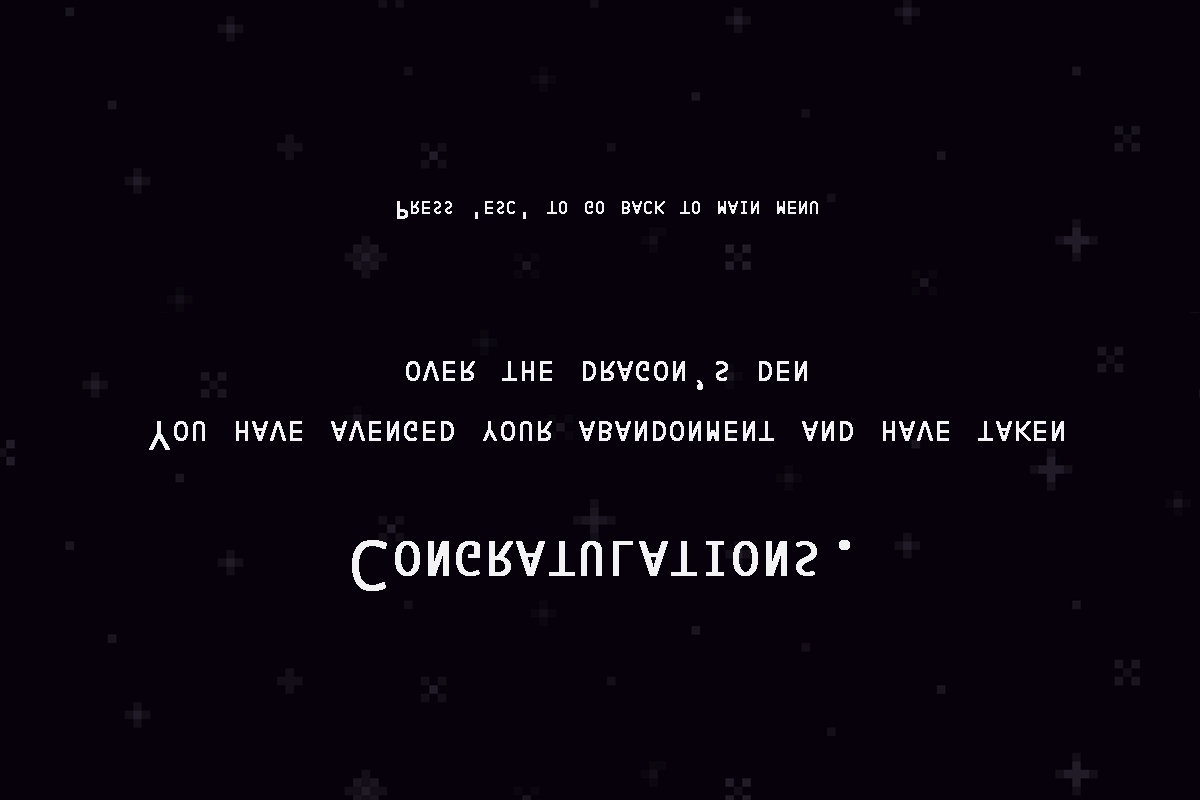 Congratulations.
You have avenged your abandonment and have taken
over the dragon's den
Press 'esc' to go back to main menu